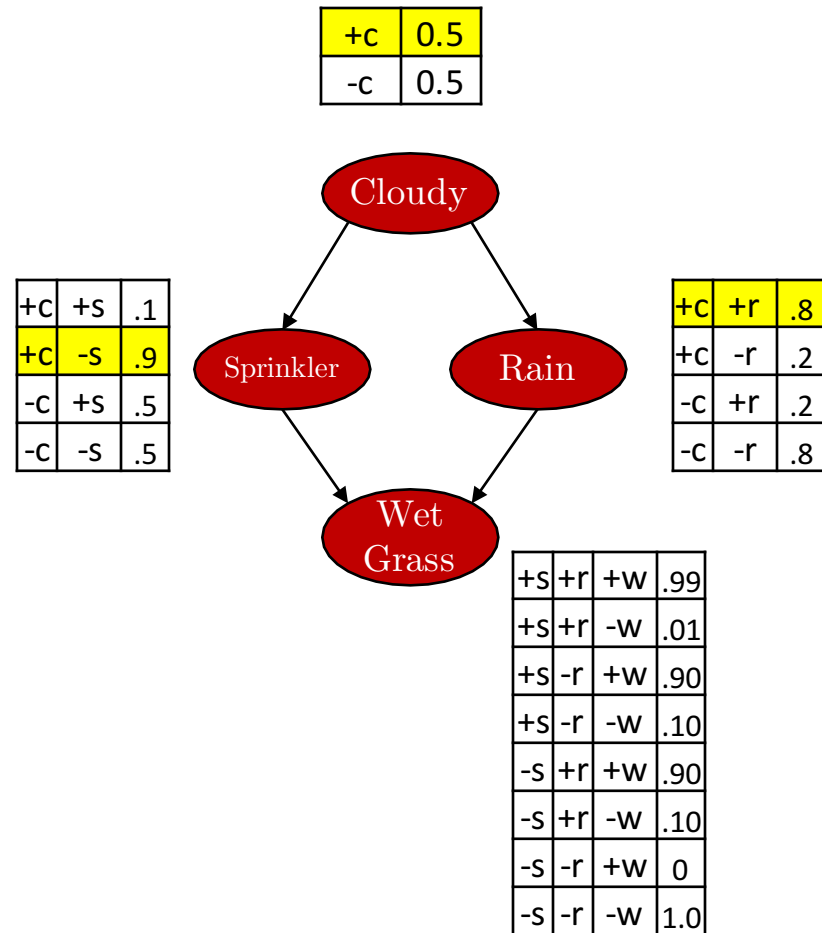 +c 0.5
-c 0.5
Cloudy
+c +s .1
+c -s .9
-c +s .5
-c -s .5
Sprinkler
Rain
+c +r .8
+c -r .2
-c +r .2
-c -r .8
Wet
Grass
+s +r +w .99
+s +r -w .01
+s -r +w .90
+s -r -w .10
-s +r +w .90
-s +r -w .10
-s -r +w 0
-s -r -w 1.0